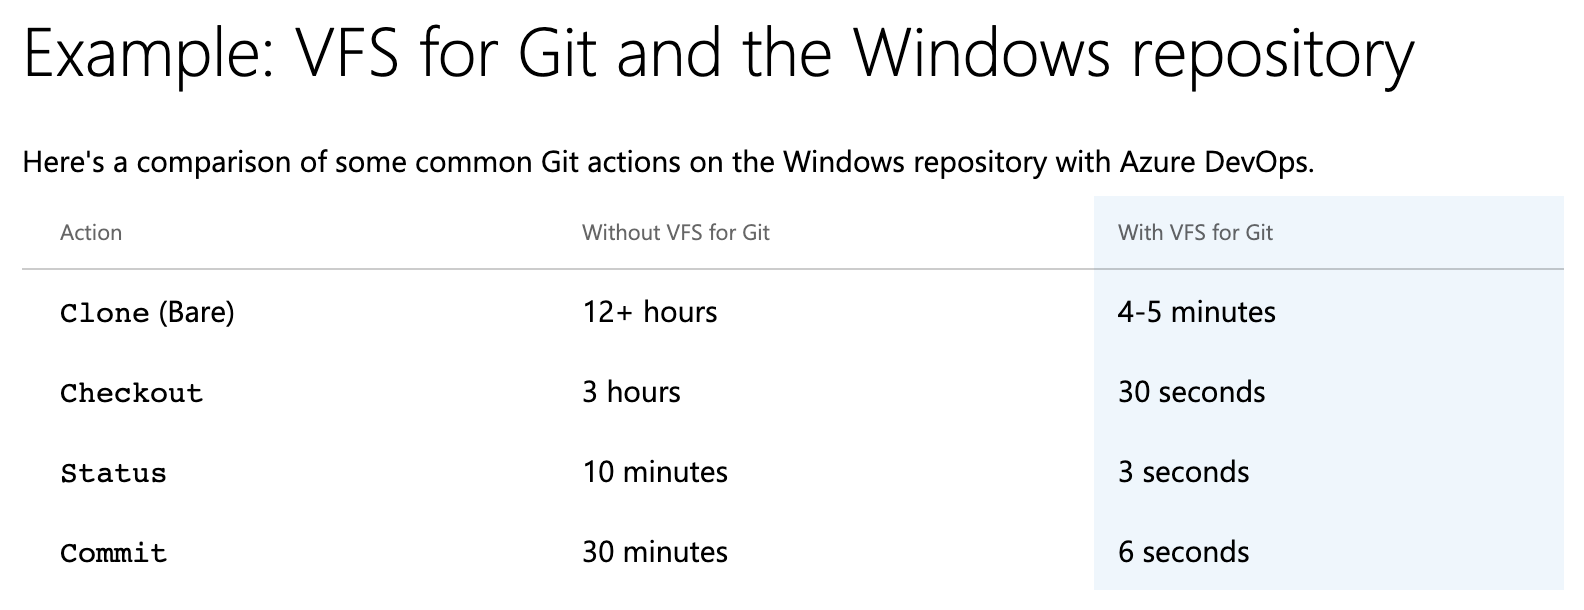 Example: VFS for Git and the Windows repository
Here's a comparison of some common Git actions on the Windows repository with Azure DevOps.
Action Without VFS for Git With VFS for Git
Clone (Bare) 12+ hours 4-5 minutes
Checkout 3 hours 30 seconds
Status 10 minutes 3 seconds
Commit 30 minutes 6 seconds